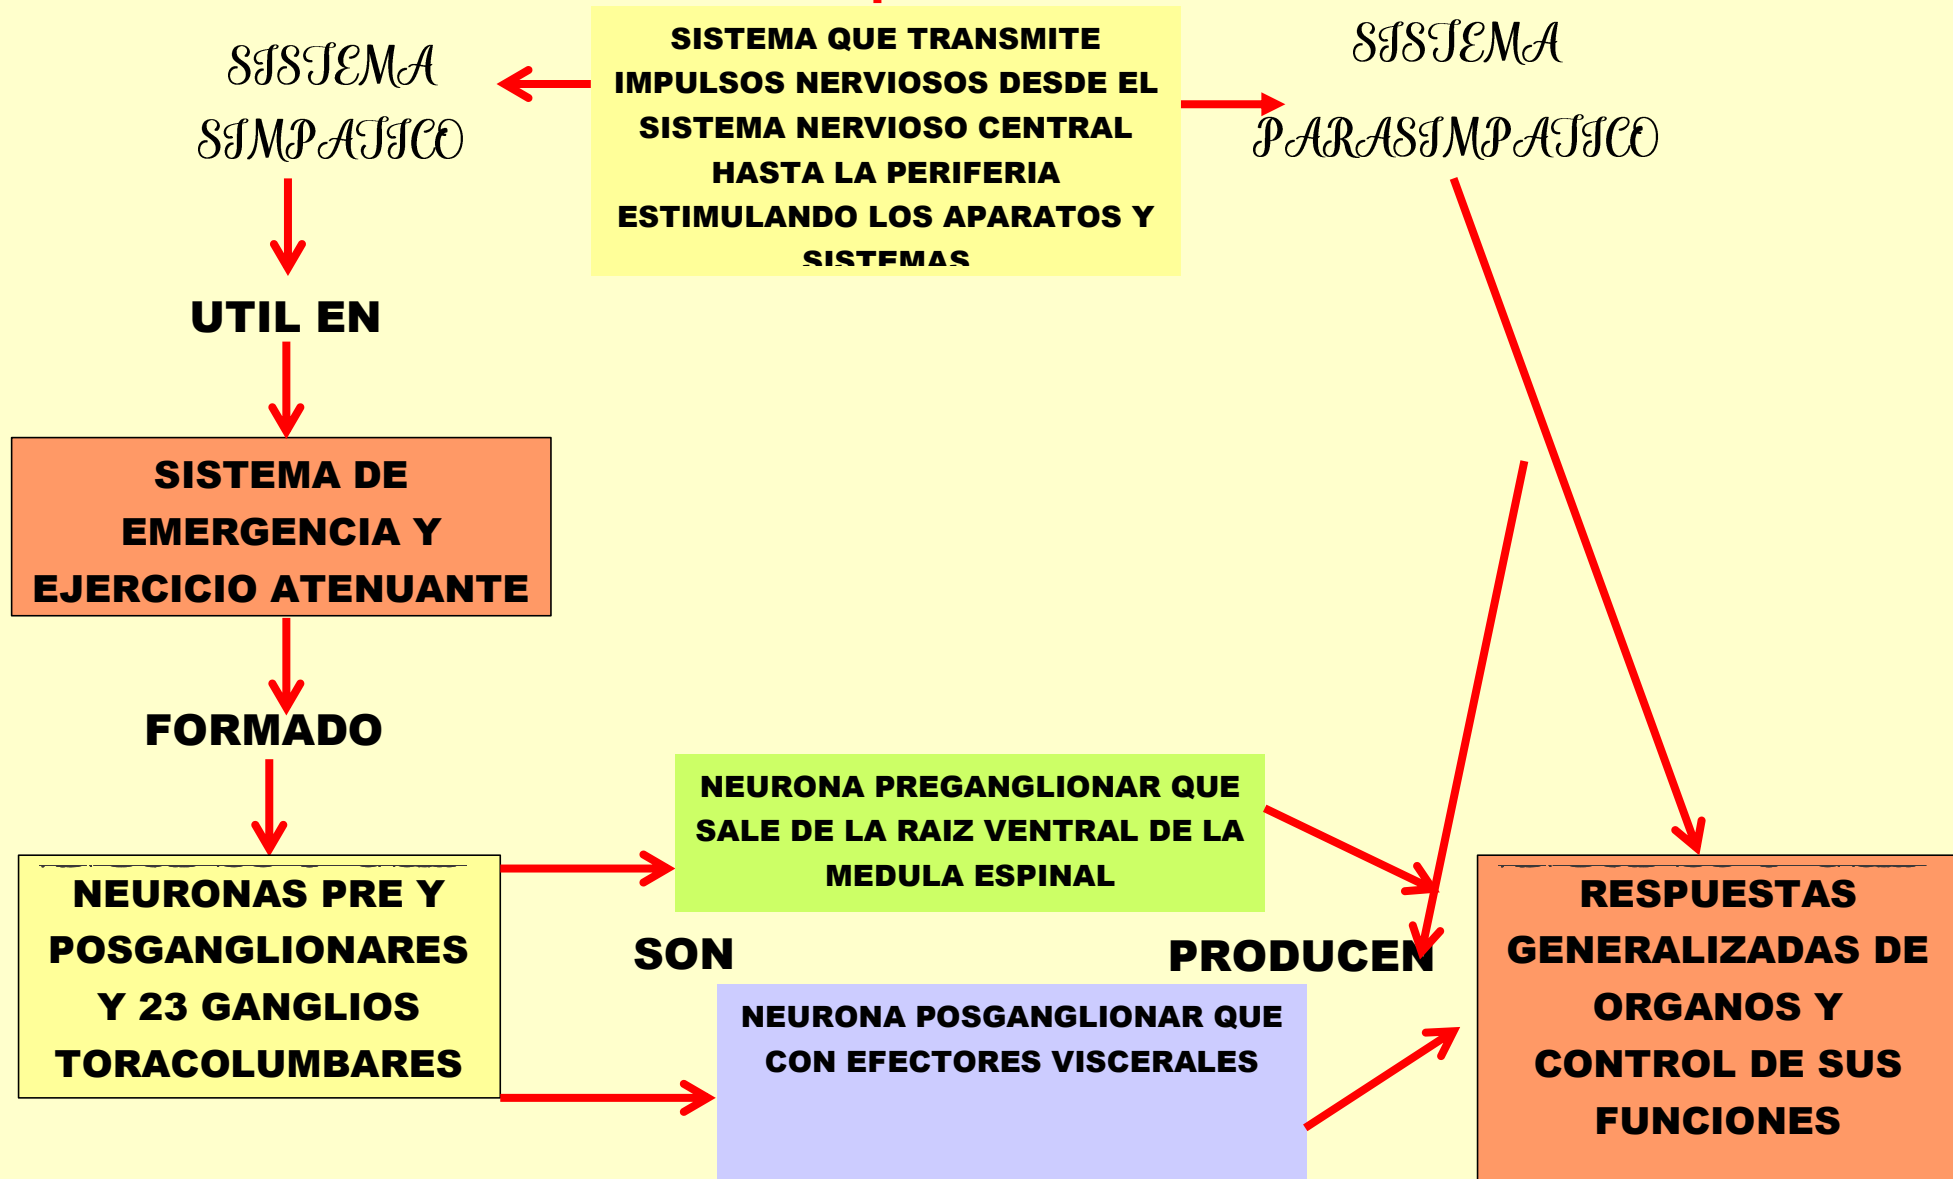 SISTEMA
SIMPATICO
SISTEMA QUE TRANSMITE
IMPULSOS NERVIOSOS DESDE EL
SISTEMA NERVIOSO CENTRAL
HASTA LA PERIFERIA
ESTIMULANDO LOS APARATOS Y
SISTEMAS
SISTEMA
PARASIMPATICO
UTIL EN
SISTEMA DE
EMERGENCIA Y
EJERCICIO ATENUANTE
FORMADO
NEURONAS PRE Y
POSGANGLIONARES
Y 23 GANGLIOS
TORACOLUMBARES
NEURONA PREGANGLIONAR QUE
SALE DE LA RAIZ VENTRAL DE LA
MEDULA ESPINAL
SON
PRODUCEN
NEURONA POSGANGLIONAR QUE
CON EFECTORES VISCERALES
RESPUESTAS
GENERALIZADAS DE
ORGANOS Y
CONTROL DE SUS
FUNCIONES